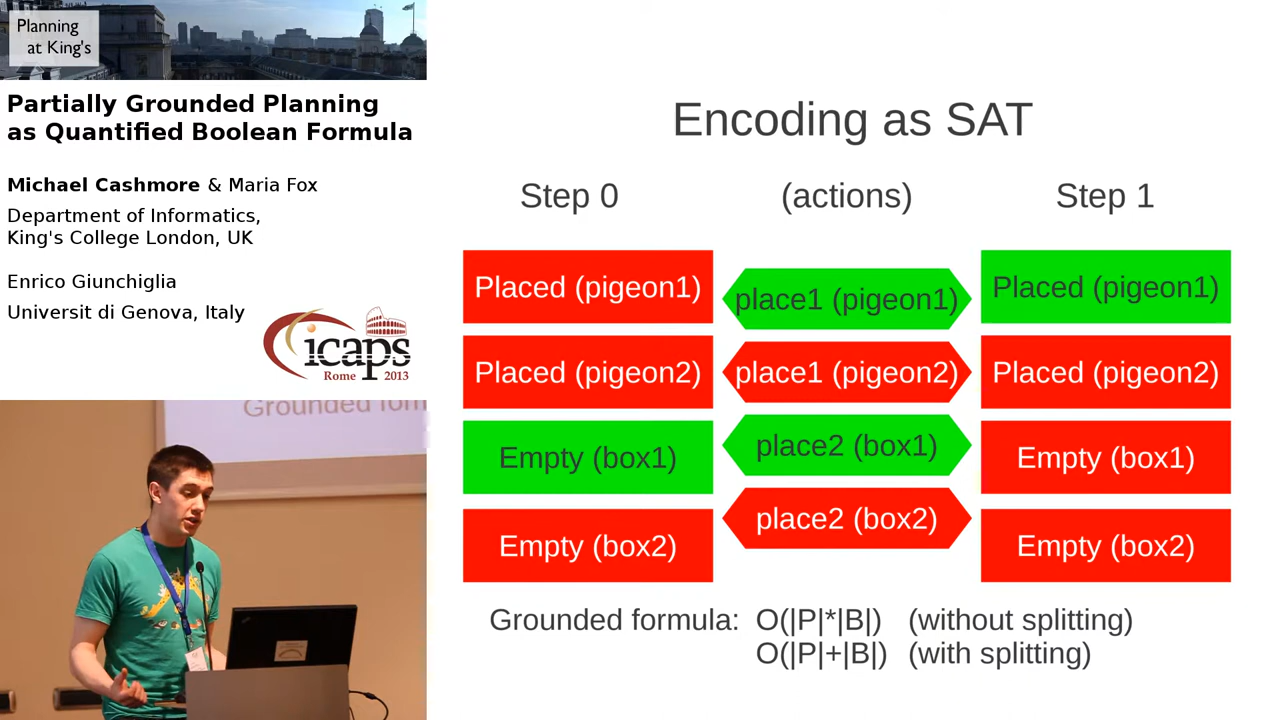 Planning
at King's
Partially Grounded Planning
as Quantified Boolean Formula
Michael Cashmore & Maria Fox
Department of Informatics,
King's College London, UK
Enrico Giunchiglia
Universit di Genova, Italy
icaps
Rome 2013
Grounded form
Encoding as SAT
Step 0 (actions) Step 1
Placed (pigeon1) place1 (pigeon1) Placed (pigeon1)
Placed (pigeon2) place1 (pigeon2) Placed (pigeon2)
Empty (box1) place2 (box1) Empty (box1)
Empty (box2) place2 (box2) Empty (box2)
Grounded formula: O(|P|*|B|) (without splitting)
O(|P|+|B|) (with splitting)